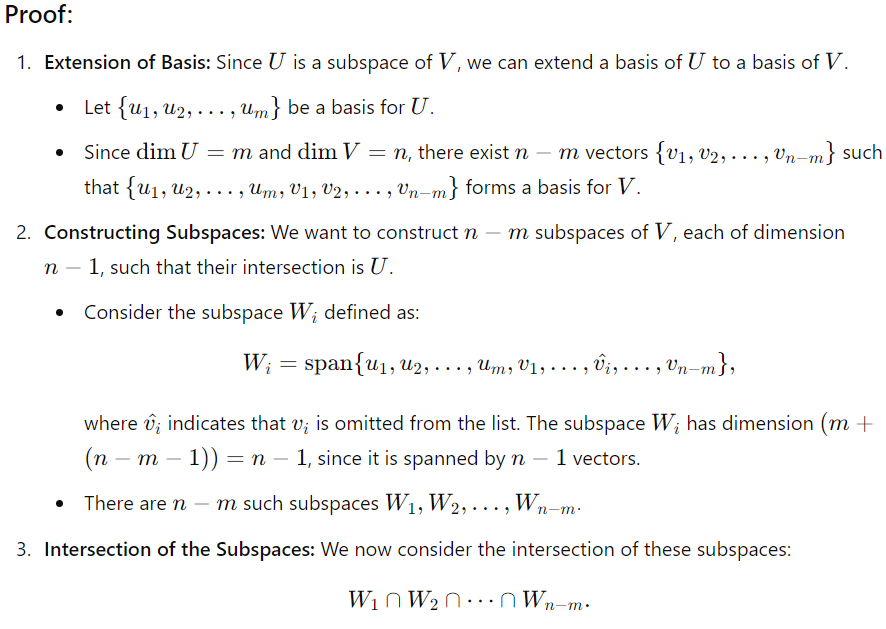 Proof:
1. Extension of Basis: Since U is a subspace of V, we can extend a basis of U to a basis of V.
• Let {u₁, u₂, . . . , uₘ} be a basis for U.
• Since dim U = m and dim V = n, there exist n − m vectors {v₁, v₂, . . . , vₙ₋ₘ} such
that {u₁, u₂, . . . , uₘ, v₁, v₂, . . . , vₙ₋ₘ} forms a basis for V.
2. Constructing Subspaces: We want to construct n − m subspaces of V, each of dimension
n − 1, such that their intersection is U.
• Consider the subspace Wᵢ defined as:
Wᵢ = span{u₁, u₂, . . . , uₘ, v₁, . . . , v̂ᵢ, . . . , vₙ₋ₘ},
where v̂ᵢ indicates that vᵢ is omitted from the list. The subspace Wᵢ has dimension (m +
(n − m − 1)) = n − 1, since it is spanned by n − 1 vectors.
• There are n − m such subspaces W₁, W₂, . . . , Wₙ₋ₘ.
3. Intersection of the Subspaces: We now consider the intersection of these subspaces:
W₁ ∩ W₂ ∩ · · · ∩ Wₙ₋ₘ.